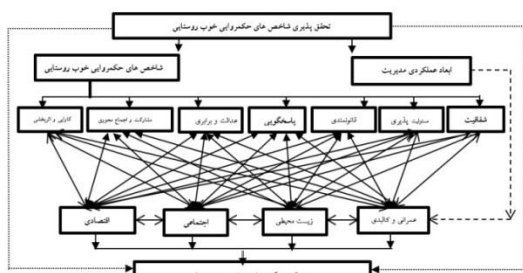 تحقق پذیری شاخص های حکمروایی خوب روستایی
شاخص های حکمروایی خوب روستایی
ابعاد عملکردی مدیریت
شفافیت
مسئولیت پذیری
قانونمندی
پاسخگویی
عدالت و برابری
مشارکت و اجماع محوری
کارایی و اثربخشی
عمرانی و کالبدی
زیست محیطی
اجتماعی
اقتصادی